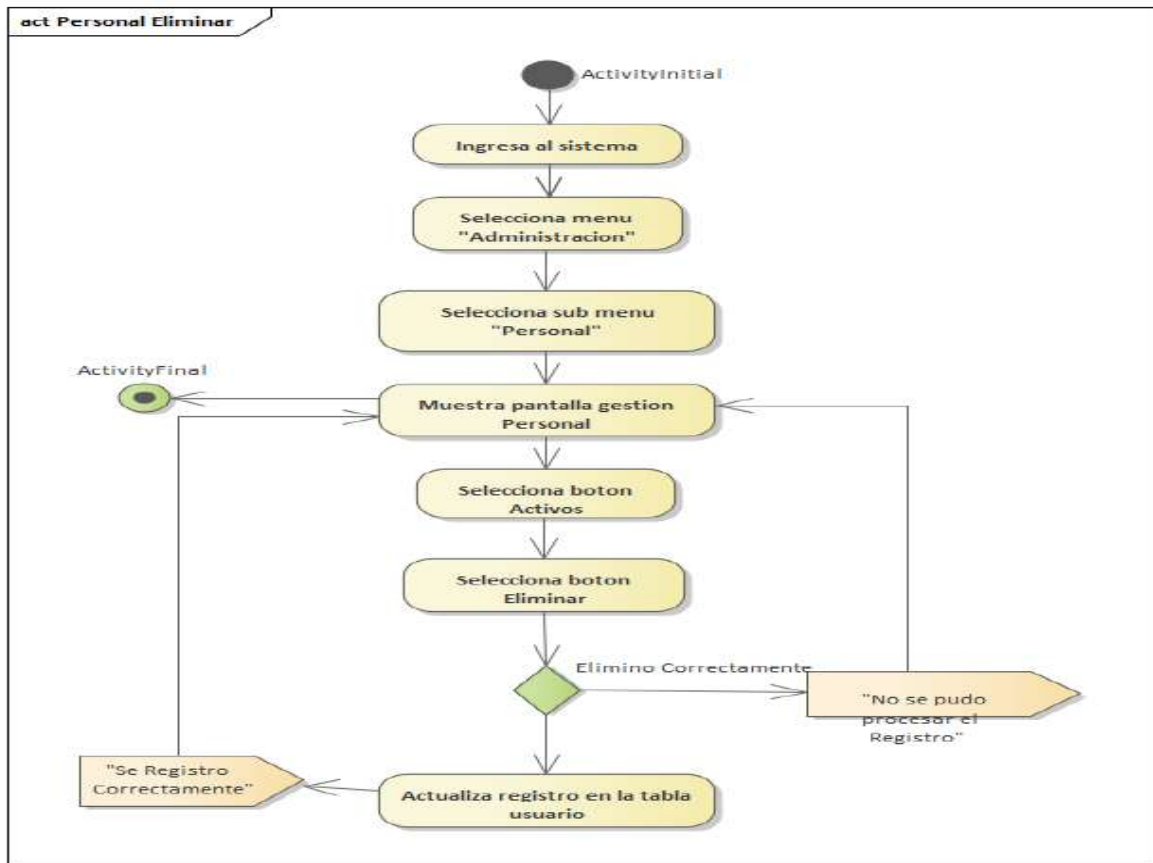 act Personal Eliminar
ActivityInitial
Ingresa al sistema
Selecciona menu
"Administracion"
Selecciona sub menu
"Personal"
ActivityFinal
Muestra pantalla gestion
Personal
Selecciona boton
Activos
Selecciona boton
Eliminar
Elimino Correctamente
"No se pudo
procesar el
Registro"
"Se Registro
Correctamente"
Actualiza registro en la tabla
usuario